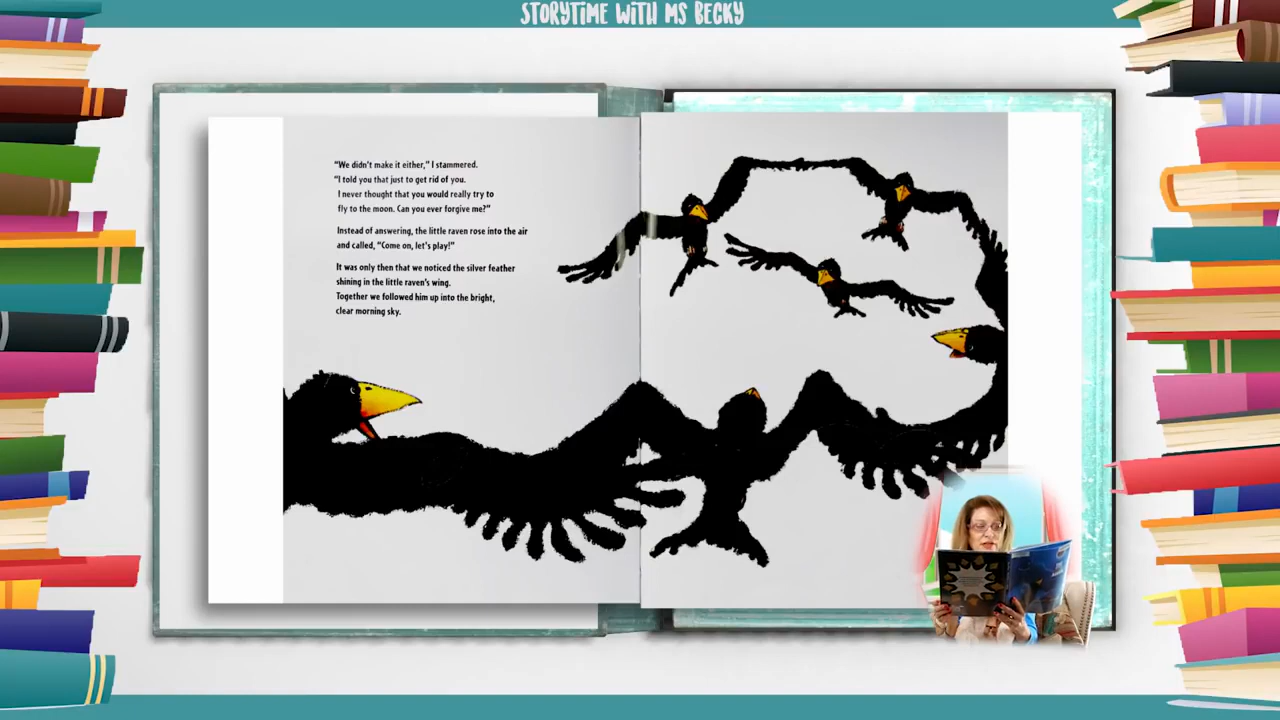 STORYTIME WITH MS BECKY
“We didn't make it either,” I stammered.
“I told you that just to get rid of you.
I never thought that you would really try to
fly to the moon. Can you ever forgive me?”
Instead of answering, the little raven rose into the air
and called, “Come on, let's play!”
It was only then that we noticed the silver feather
shining in the little raven's wing.
Together we followed him up into the bright,
clear morning sky.